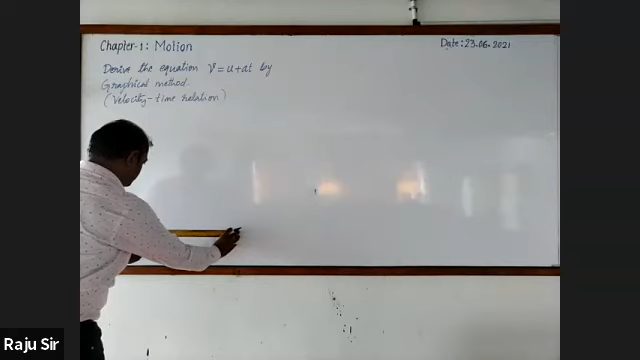 Chapter-1: Motion
Date: 23.06.2021
Derive the equation V = u+at by
Graphical method.
(Velocity-time relation)
Raju Sir